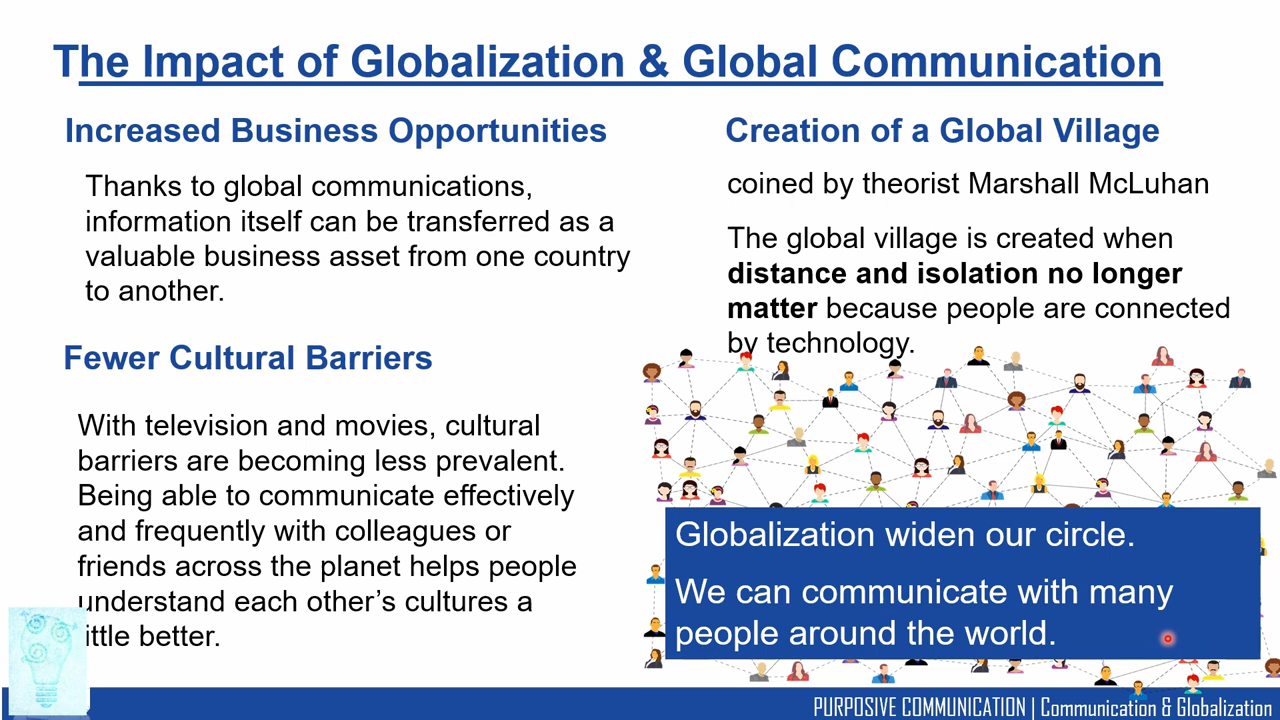 The Impact of Globalization & Global Communication
Increased Business Opportunities
Thanks to global communications,
information itself can be transferred as a
valuable business asset from one country
to another.
Fewer Cultural Barriers
With television and movies, cultural
barriers are becoming less prevalent.
Being able to communicate effectively
and frequently with colleagues or
friends across the planet helps people
understand each other's cultures a
little better.
Creation of a Global Village
coined by theorist Marshall McLuhan
The global village is created when
distance and isolation no longer
matter because people are connected
by technology.
Globalization widen our circle.
We can communicate with many
people around the world.
PURPOSIVE COMMUNICATION | Communication & Globalization